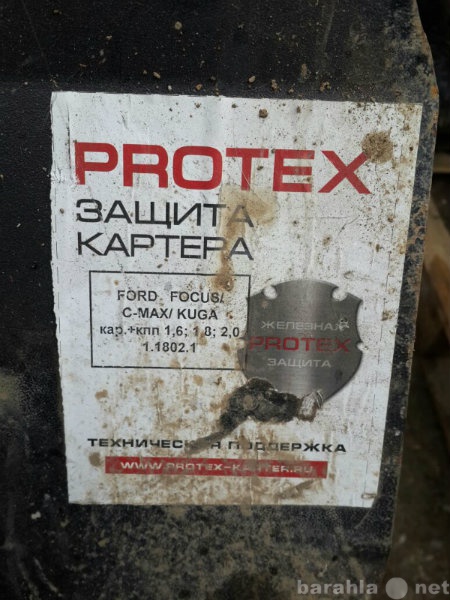 PROTEX
ЗАЩИТА
КАРТЕРА
FORD FOCUS/
C-MAX/ KUGA
кар.+кпп 1,6; 1,8; 2,0
1.1802.1
ЖЕЛЕЗНАЯ
PROTEX
ЗАЩИТА
ТЕХНИЧЕСКАЯ ПОДДЕРЖКА
WWW.PROTEX-KARTER.RU
barahla.net